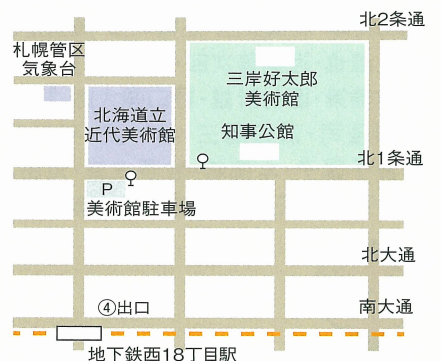 北2条通
札幌管区
気象台
三岸好太郎
美術館
北海道立
近代美術館
知事公館
北1条通
P
美術館駐車場
北大通
④出口
南大通
地下鉄西18丁目駅